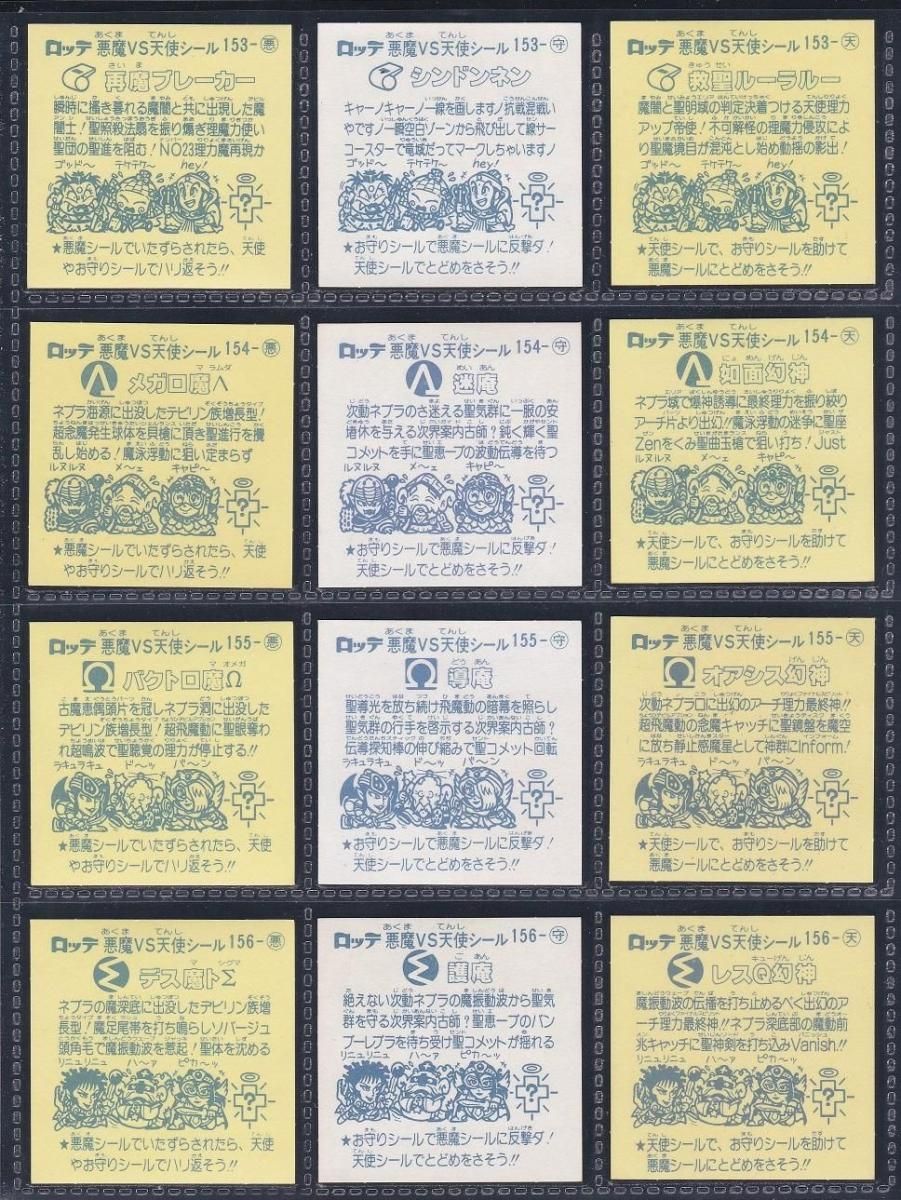 ロッテ 悪魔VS天使シール 153-悪
再魔ブレーカー
瞬時に掻き暮れる魔闇と共に出現した魔
闇士!聖照殺法扇を振り煽ぎ理魔力使い
聖団の聖進を阻む!NO23理力魔再現か
ゴッド〜 テケテケ〜 hey!
?
★悪魔シールでいたずらされたら、天使
やお守りシールでハリ返そう!!
ロッテ 悪魔VS天使シール 153-守
シンドンネン
キャーノキャーノー線を画しますノ抗戦混戦い
やですノー瞬空白ゾーンから飛び出して線サー
コースターで竜城だってマークしちゃいますノ
ゴッド〜 テケテケ〜 hey!
?
★お守りシールで悪魔シールに反撃ダ!
天使シールでとどめをさそう!!
ロッテ 悪魔VS天使シール 153-天
救聖ルーラルー
魔闇と聖明城の判定決着つける天使理力
アップ帝使!不可解怪の理魔力侵攻によ
り聖魔境目が混沌とし始め動揺の影出!
ゴッド〜 テケテケ〜 hey!
?
★天使シールで、お守りシールを助けて
悪魔シールにとどめをさそう!!
ロッテ 悪魔VS天使シール 154-悪
メガロ魔Λ
ネブラ海源に出没したデビリン族増長型!
超念魔発生球体を貝槍に頂き聖進行を攪
乱し始める!魔泳浮動に狙い定まらず
ルヌルヌ メ〜ェ キャピ〜
?
★悪魔シールでいたずらされたら、天使
やお守りシールでハリ返そう!!
ロッテ 悪魔VS天使シール 154-守
迷庵
次動ネブラのさ迷える聖気群に一服の安
堵休を与える次界案内古師?鈍く輝く聖
コメットを手に聖恵一プの波動伝導を待つ
ルヌルヌ メ〜ェ キャピ〜
?
★お守りシールで悪魔シールに反撃ダ!
天使シールでとどめをさそう!!
ロッテ 悪魔VS天使シール 154-天
如面幻神
ネブラ域で爆神誘導に最終理力を振り絞り
アーチ片より出幻!魔泳浮動の迷争に聖座
Zenをくみ聖曲玉槍で狙い打ち!Just
ルヌルヌ メ〜ェ キャピ〜
?
★天使シールで、お守りシールを助けて
悪魔シールにとどめをさそう!!
ロッテ 悪魔VS天使シール 155-悪
バクトロ魔Ω
古魔恵偶頭片を冠しネブラ洞に出没した
デビリン族増長型!超飛魔動に聖眼奪わ
れ超鳴波で聖聴覚の理力が停止する!!
ラキュラキュ ド〜ッ パ〜ン
?
★悪魔シールでいたずらされたら、天使
やお守りシールでハリ返そう!!
ロッテ 悪魔VS天使シール 155-守
導庵
聖導光を放ち続け飛魔動の暗幕を照らし
聖気群の行手を啓示する次界案内古師?
伝導探知棒の伸び縮みで聖コメット回転
ラキュラキュ ド〜ッ パ〜ン
?
★お守りシールで悪魔シールに反撃ダ!
天使シールでとどめをさそう!!
ロッテ 悪魔VS天使シール 155-天
オアシス幻神
次動ネブラ口に出幻のアーチ理力最終神!!
超飛魔動の念魔キャッチに聖鏡盤を魔空
に放ち静止惑魔星として神群にInform!
ラキュラキュ ド〜ッ パ〜ン
?
★天使シールで、お守りシールを助けて
悪魔シールにとどめをさそう!!
ロッテ 悪魔VS天使シール 156-悪
デス魔トΣ
ネブラの魔深底に出没したデビリン族増
長型!魔足尾帯を打ち鳴らしソバージュ
頭角毛で魔振動波を惹起!聖体を沈める
リニュリニュ ハ〜ァ ピカ〜ッ
?
★悪魔シールでいたずらされたら、天使
やお守りシールでハリ返そう!!
ロッテ 悪魔VS天使シール 156-守
護庵
絶えない次動ネブラの魔振動波から聖気
群を守る次界案内古師?聖恵一プのバン
ブーレプラを待ち受け聖コメットが揺れる
リニュリニュ ハ〜ァ ピカ〜ッ
?
★お守りシールで悪魔シールに反撃ダ!
天使シールでとどめをさそう!!
ロッテ 悪魔VS天使シール 156-天
レスQ幻神
魔振動波の伝播を打ち止めるべく出幻のア
ーチ理力最終神!!ネブラ深底部の魔動前
兆キャッチに聖神剣を打ち込みVanish!!
リニュリニュ ハ〜ァ ピカ〜ッ
?
★天使シールで、お守りシールを助けて
悪魔シールにとどめをさそう!!